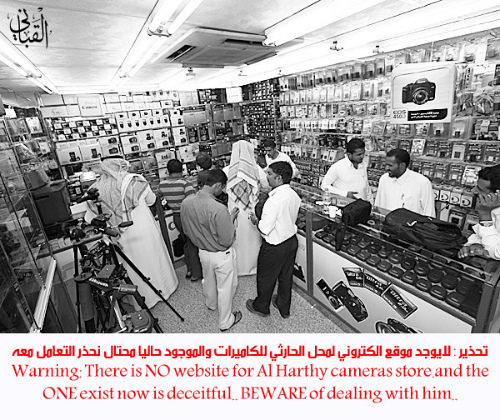 القباني
تحذير : لايوجد موقع الكتروني لمحل الحارثي للكاميرات والموجود حاليا محتال نحذر التعامل معه
Warning: There is NO website for Al Harthy cameras store,and the
ONE exist now is deceitful.. BEWARE of dealing with him..